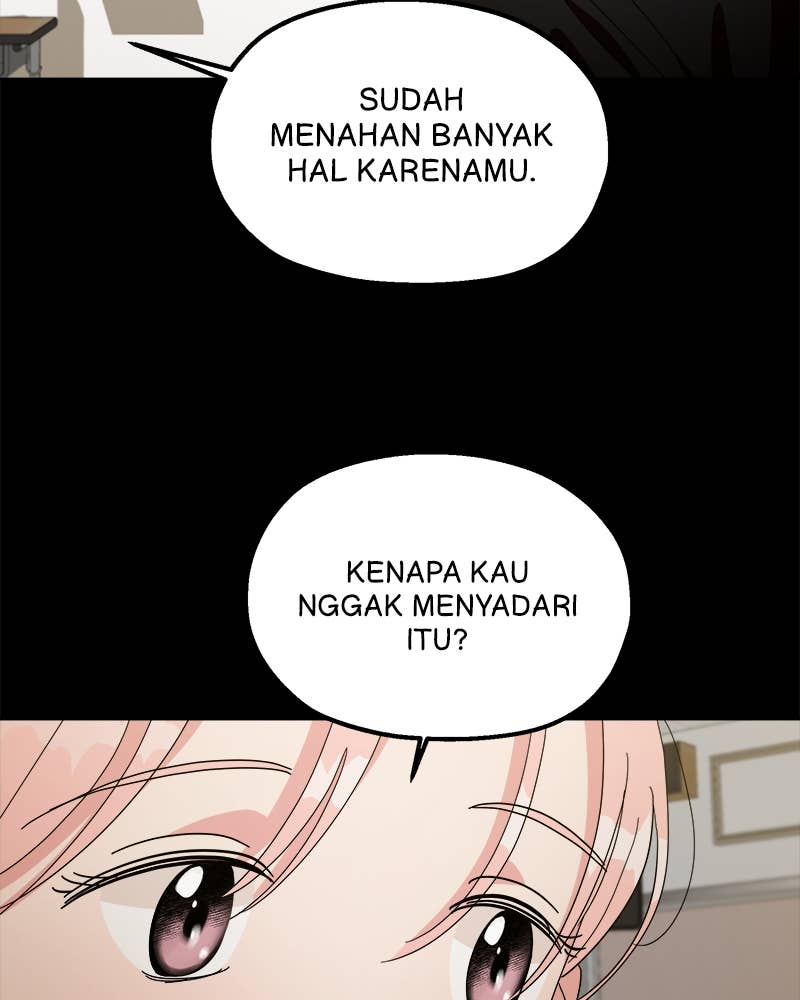 SUDAH
MENAHAN BANYAK
HAL KARENAMU.
KENAPA KAU
NGGAK MENYADARI
ITU?